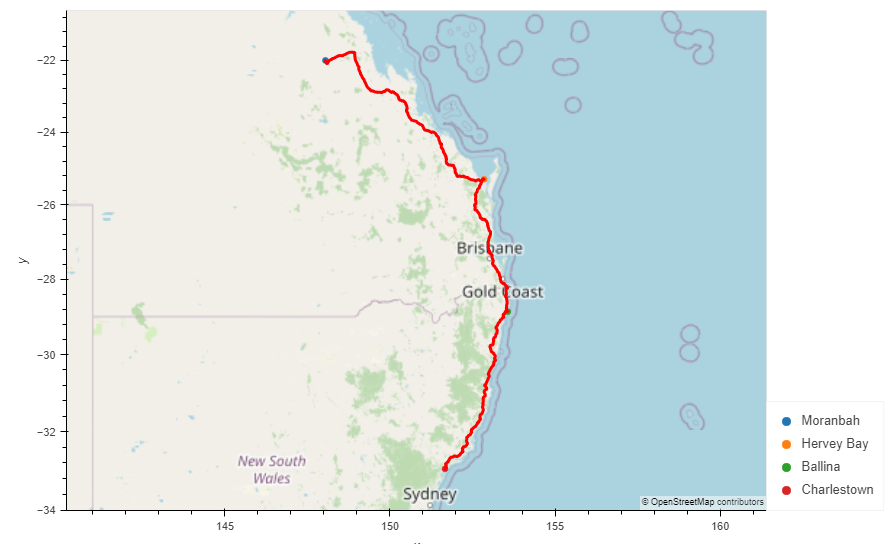 −22
−24
−26
−28
−30
−32
−34
y
145
150
155
160
Brisbane
Gold Coast
New South
Wales
Sydney
© OpenStreetMap contributors
Moranbah
Hervey Bay
Ballina
Charlestown